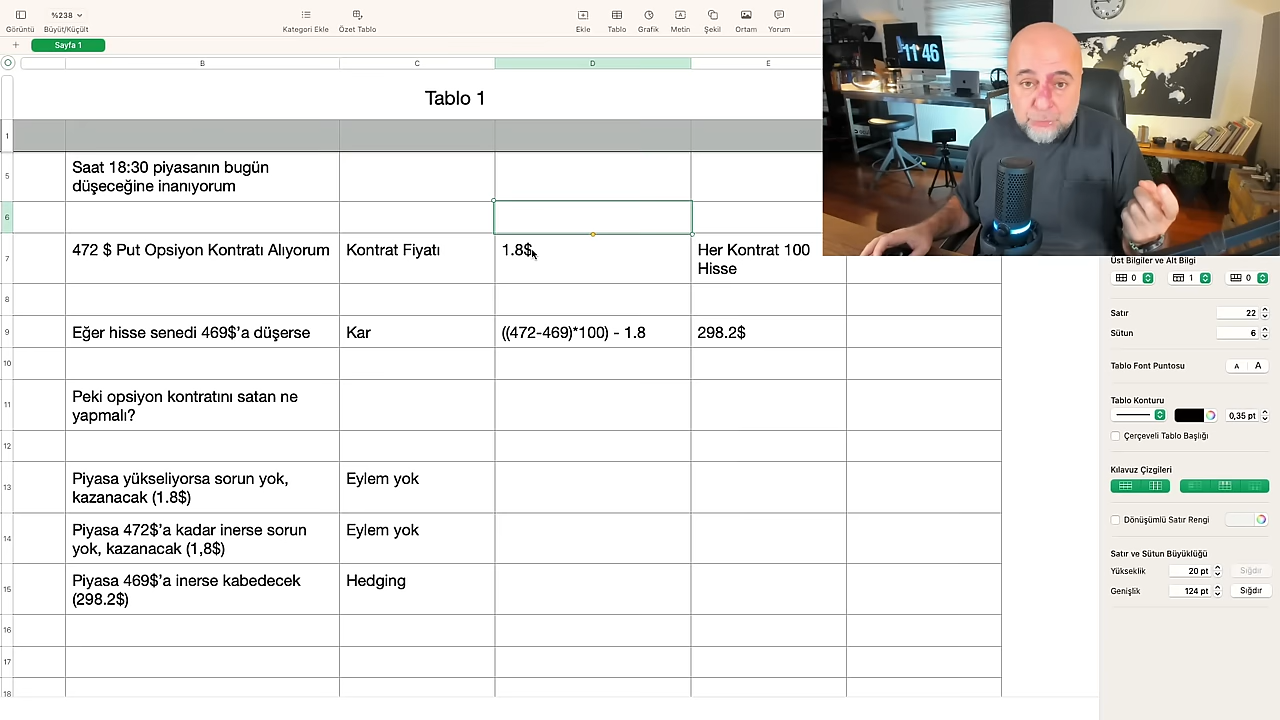 %238
Görüntü
Büyüt/Küçült
Kategori Ekle
Özet Tablo
Ekle
Tablo
Grafik
Metin
Şekil
Ortam
Yorum
Sayfa 1
11 46
B
C
D
E
Tablo 1
1
5
Saat 18:30 piyasanın bugün
düşeceğine inanıyorum
6
7
472 $ Put Opsiyon Kontratı Alıyorum
Kontrat Fiyatı
1.8$
Her Kontrat 100
Hisse
8
9
Eğer hisse senedi 469$'a düşerse
Kar
((472-469)*100) - 1.8
298.2$
10
11
Peki opsiyon kontratını satan ne
yapmalı?
12
13
Piyasa yükseliyorsa sorun yok,
kazanacak (1.8$)
Eylem yok
14
Piyasa 472$'a kadar inerse sorun
yok, kazanacak (1,8$)
Eylem yok
15
Piyasa 469$'a inerse kabedecek
(298.2$)
Hedging
16
17
18
Üst Bilgiler ve Alt Bilgi
0
1
0
Satır
22
Sütun
6
Tablo Font Puntosu
A
A
Tablo Konturu
0,35 pt
Çerçeveli Tablo Başlığı
Kılavuz Çizgileri
Dönüşümlü Satır Rengi
Satır ve Sütun Büyüklüğü
Yükseklik
20 pt
Sığdır
Genişlik
124 pt
Sığdır